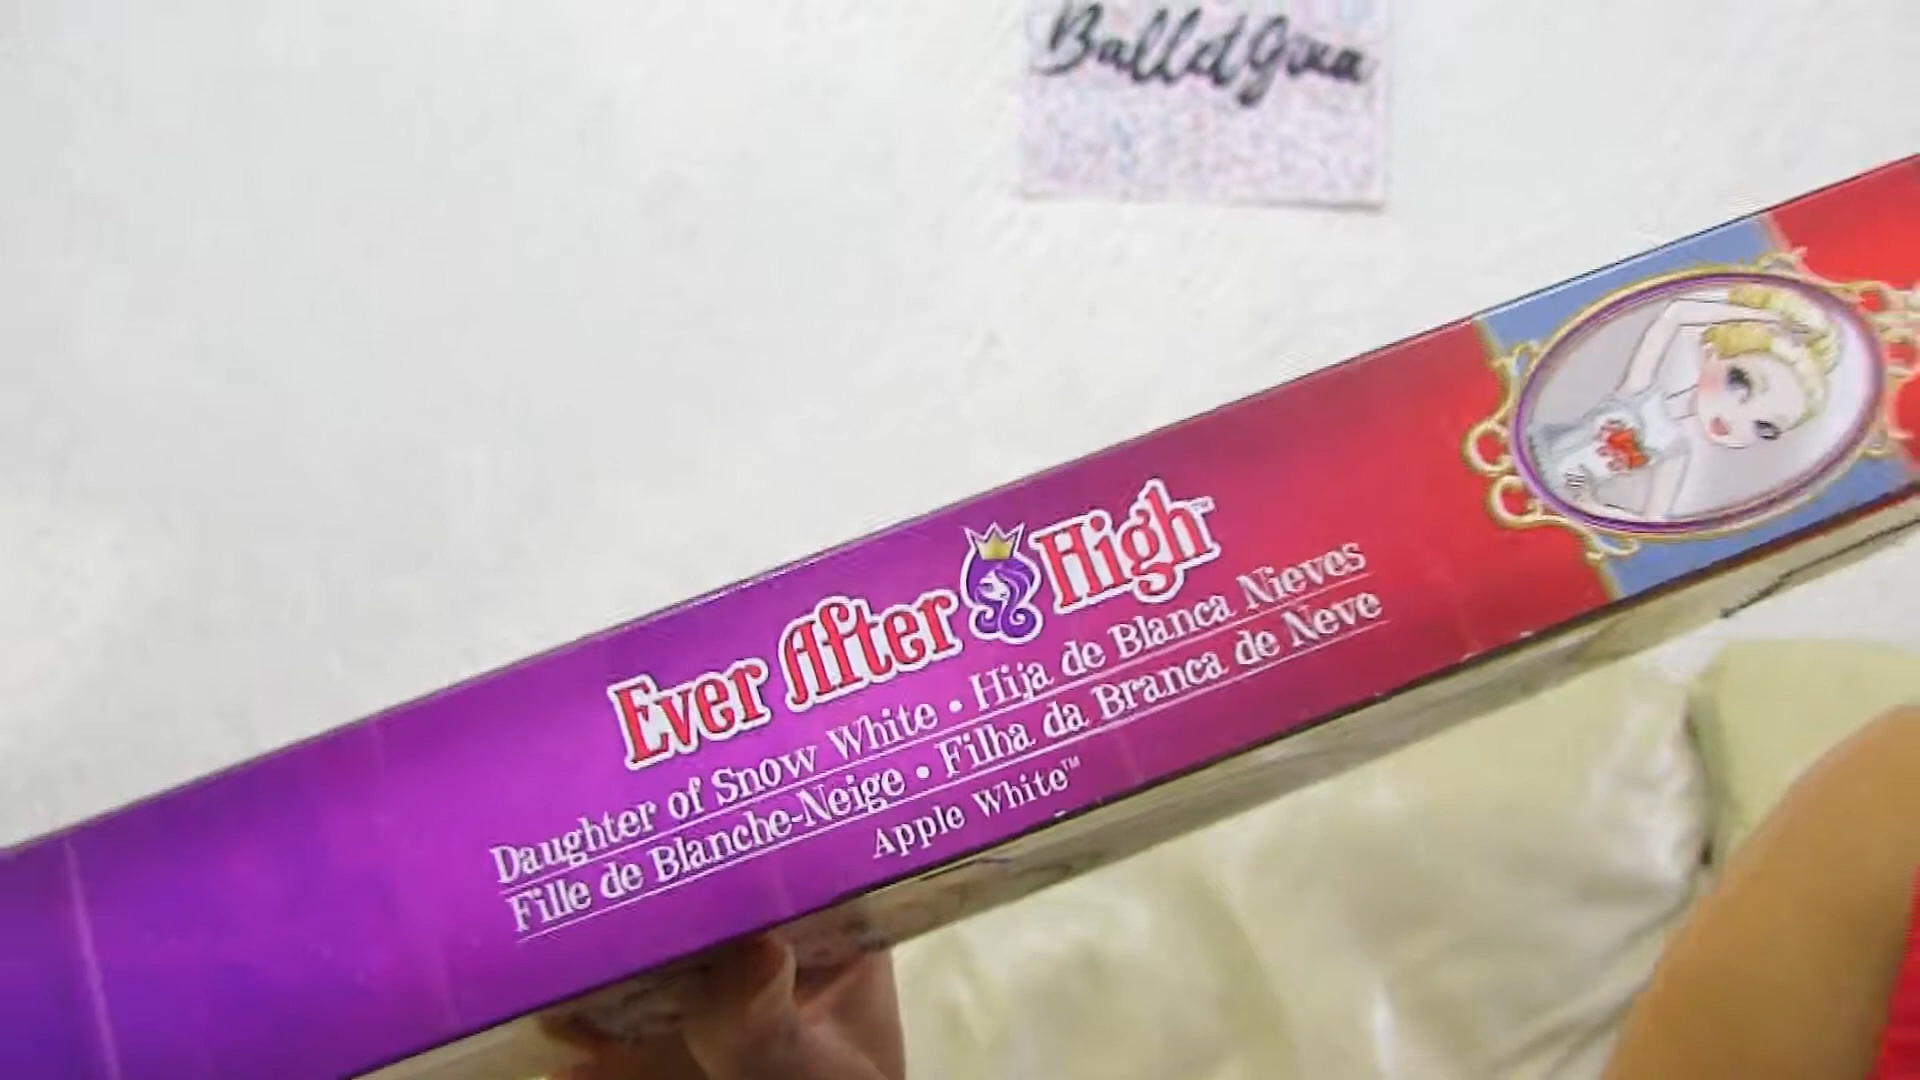 BalletGina
Ever After High™
Daughter of Snow White • Hija de Blanca Nieves
Fille de Blanche-Neige • Filha da Branca de Neve
Apple White™